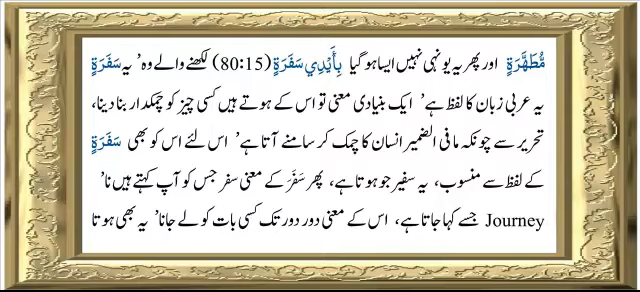 مُّطَهَّرَةٍ اور پھر یہ یونہی نہیں ایسا ہو گیا بِأَيْدِي سَفَرَةٍ (80:15) لکھنے والے وہ’ یہ سَفَرَةٍ
یہ عربی زبان کا لفظ ہے’ ایک بنیادی معنی تو اس کے ہوتے ہیں کسی چیز کو چمکدار بنا دینا،
تحریر سے چونکہ مافی الضمیر انسان کا چمک کر سامنے آتا ہے’ اس لئے اس کو بھی سَفَرَةٍ
کے لفظ سے منسوب، یہ سفیر جو ہوتا ہے، پھر سَفَرَ کے معنی سفر جس کو آپ کہتے ہیں نا’
Journey جسے کہا جاتا ہے، اس کے معنی دور دور تک کسی بات کو لے جانا’ یہ بھی ہوتا